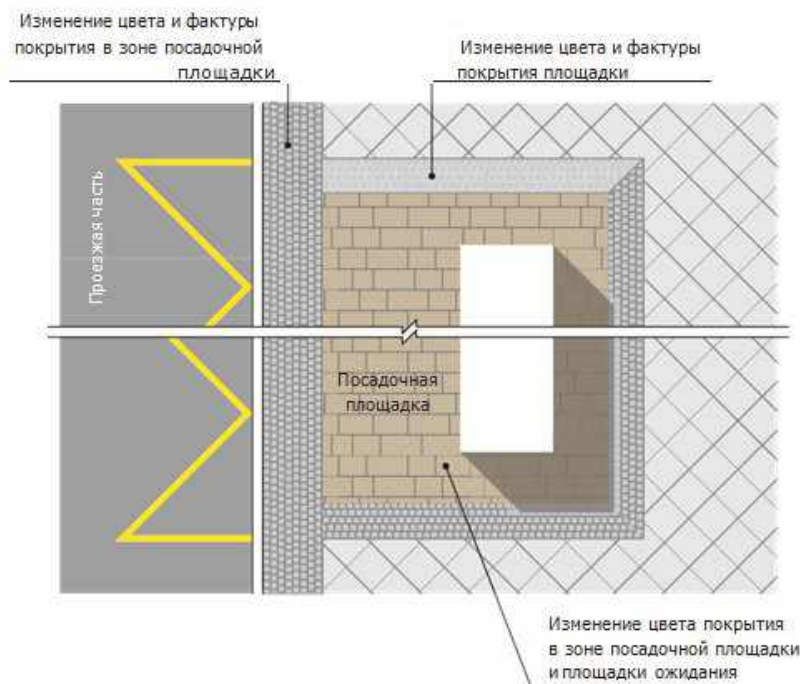 Изменение цвета и фактуры
покрытия в зоне посадочной
площадки
Изменение цвета и фактуры
покрытия площадки
Проезжая часть
Посадочная
площадка
Изменение цвета покрытия
в зоне посадочной площадки
и площадки ожидания